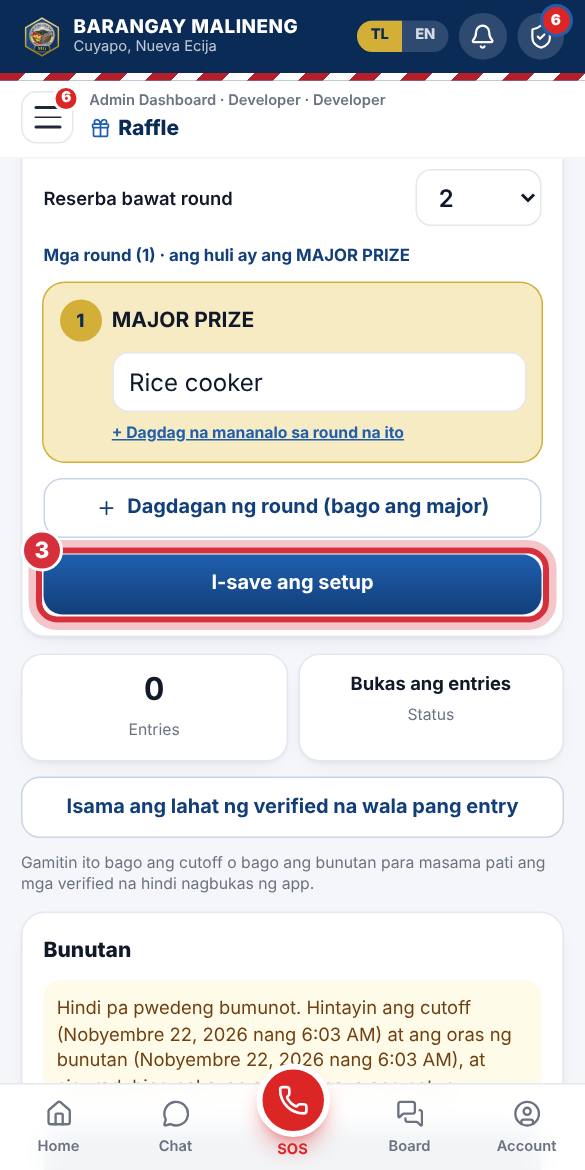 BARANGAY MALINENG
Cuyapo, Nueva Ecija
TL EN
6
6
Admin Dashboard · Developer · Developer
Raffle
Reserba bawat round
2
Mga round (1) · ang huli ay ang MAJOR PRIZE
1 MAJOR PRIZE
Rice cooker
+ Dagdag na mananalo sa round na ito
+ Dagdagan ng round (bago ang major)
3
I-save ang setup
0
Entries
Bukas ang entries
Status
Isama ang lahat ng verified na wala pang entry
Gamitin ito bago ang cutoff o bago ang bunutan para masama pati ang
mga verified na hindi nagbukas ng app.
Bunutan
Hindi pa pwedeng bumunot. Hintayin ang cutoff
(Nobyembre 22, 2026 nang 6:03 AM) at ang oras ng
bunutan (Nobyembre 22, 2026 nang 6:03 AM), at
Home
Chat
SOS
Board
Account